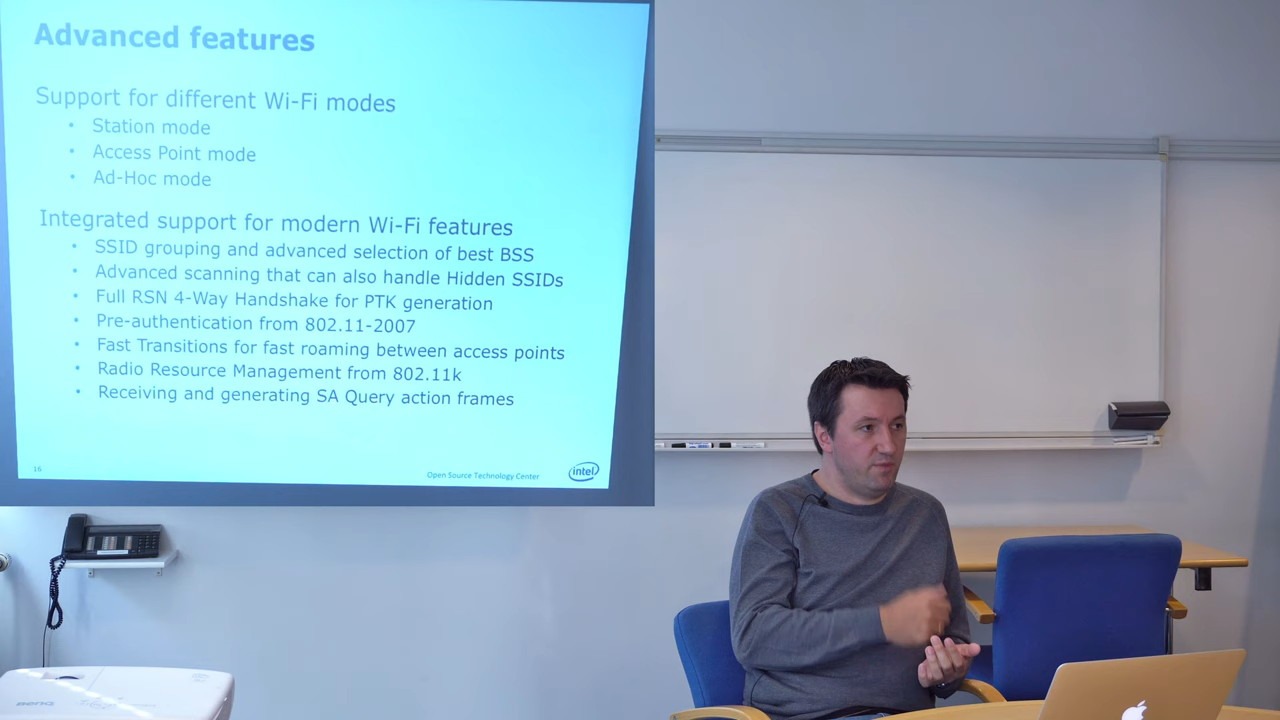 Advanced features
Support for different Wi-Fi modes
• Station mode
• Access Point mode
• Ad-Hoc mode
Integrated support for modern Wi-Fi features
• SSID grouping and advanced selection of best BSS
• Advanced scanning that can also handle Hidden SSIDs
• Full RSN 4-Way Handshake for PTK generation
• Pre-authentication from 802.11-2007
• Fast Transitions for fast roaming between access points
• Radio Resource Management from 802.11k
• Receiving and generating SA Query action frames
16
Open Source Technology Center
intel
BenQ